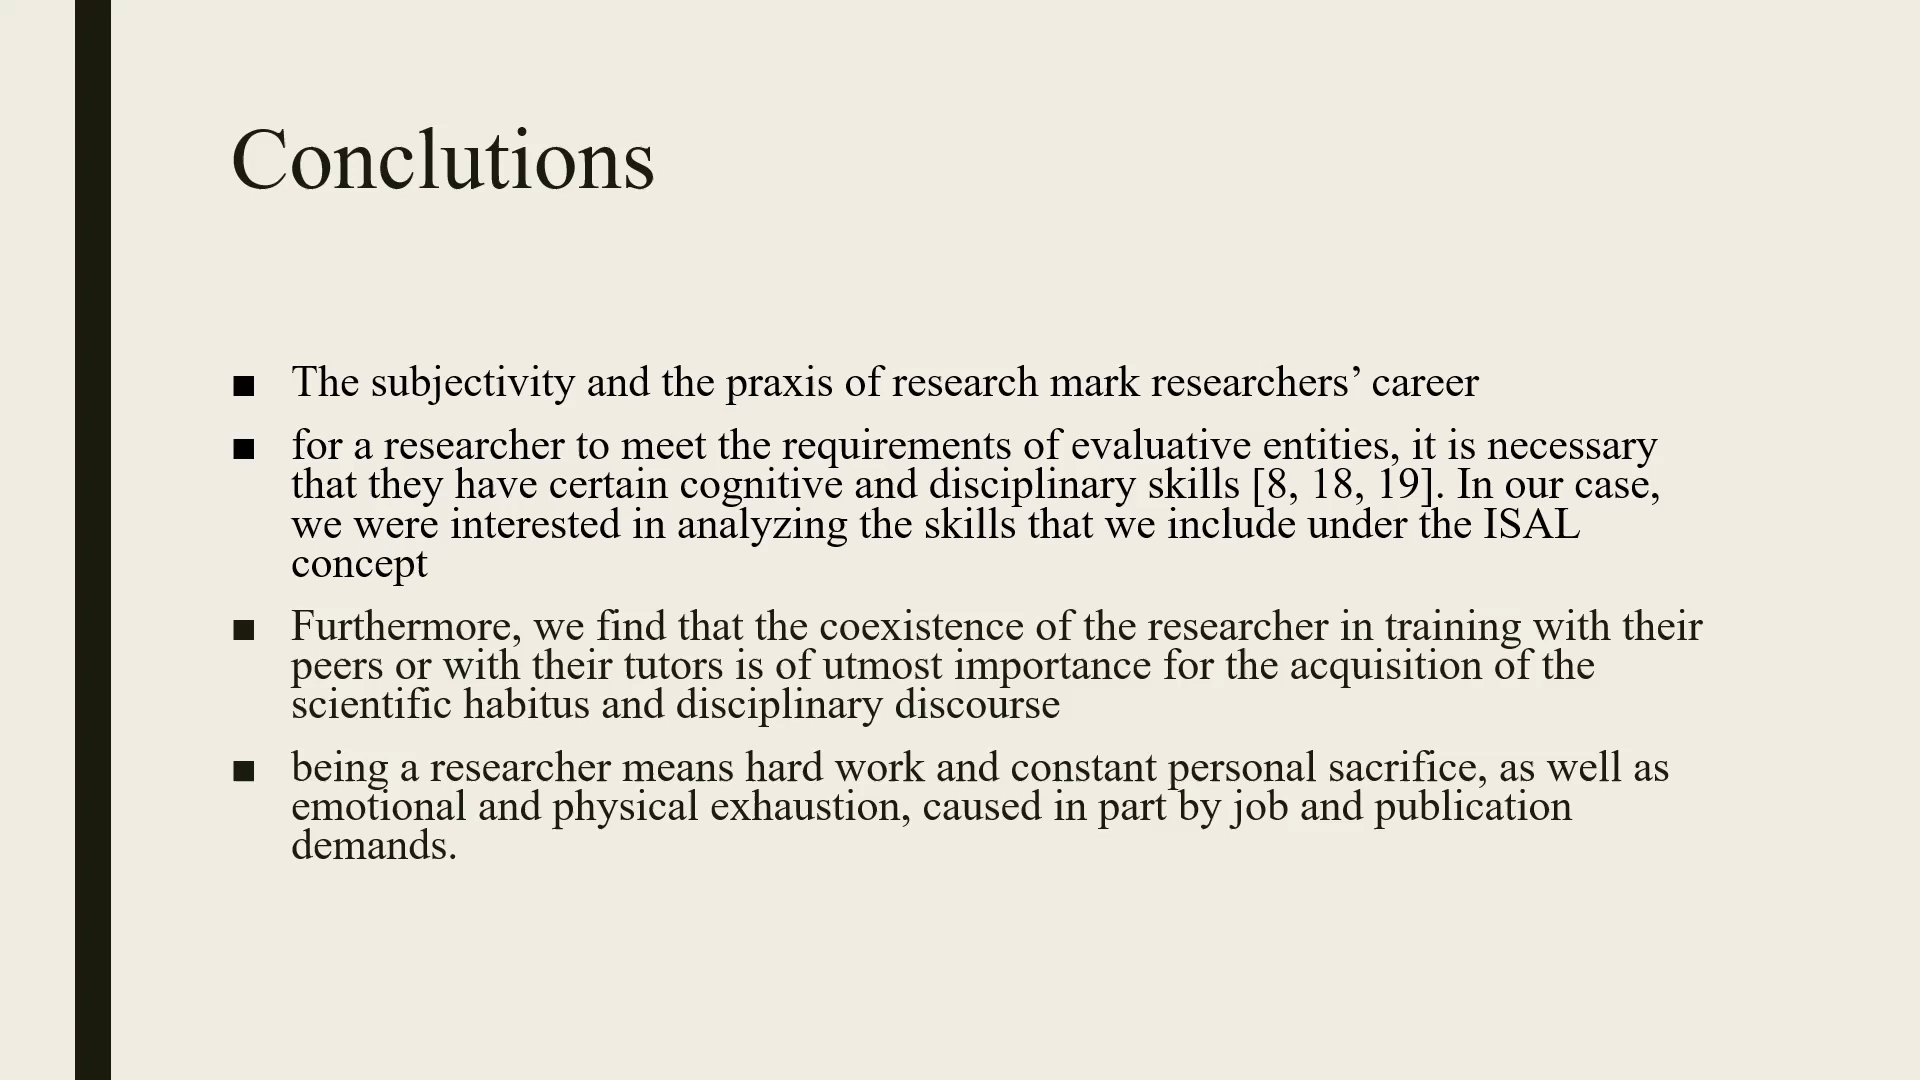 Conclutions
■ The subjectivity and the praxis of research mark researchers’ career
■ for a researcher to meet the requirements of evaluative entities, it is necessary
that they have certain cognitive and disciplinary skills [8, 18, 19]. In our case,
we were interested in analyzing the skills that we include under the ISAL
concept
■ Furthermore, we find that the coexistence of the researcher in training with their
peers or with their tutors is of utmost importance for the acquisition of the
scientific habitus and disciplinary discourse
■ being a researcher means hard work and constant personal sacrifice, as well as
emotional and physical exhaustion, caused in part by job and publication
demands.